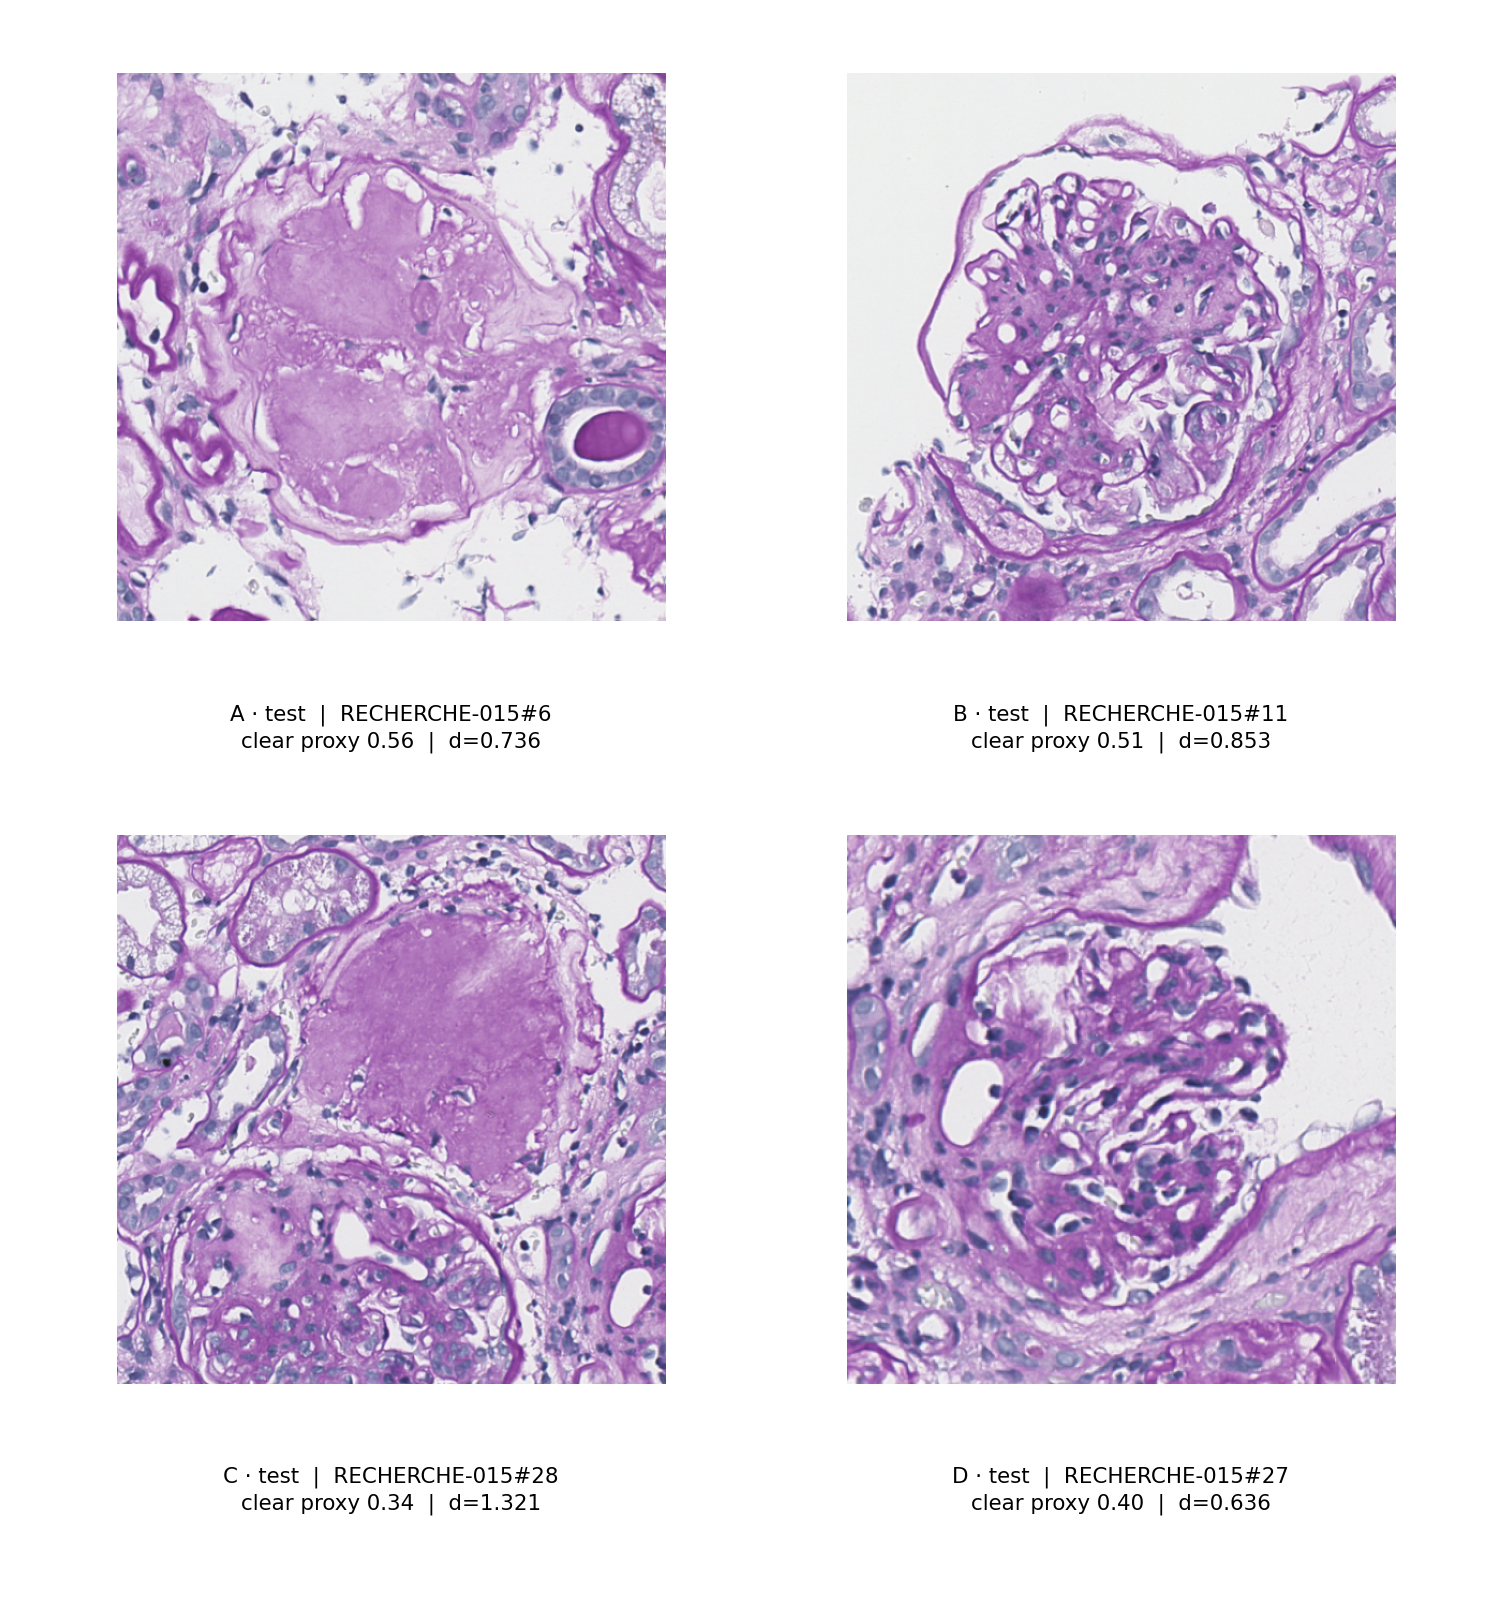 A · test  |  RECHERCHE-015#6
clear proxy 0.56  |  d=0.736
B · test  |  RECHERCHE-015#11
clear proxy 0.51  |  d=0.853
C · test  |  RECHERCHE-015#28
clear proxy 0.34  |  d=1.321
D · test  |  RECHERCHE-015#27
clear proxy 0.40  |  d=0.636